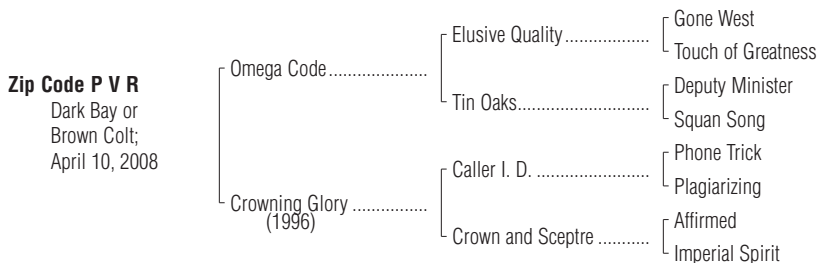 Gone West
Elusive Quality..................
Touch of Greatness
Omega Code.....................
Zip Code P V R
Deputy Minister
Dark Bay or
Tin Oaks............................
Squan Song
Brown Colt;
April 10, 2008
Phone Trick
Caller I. D. ........................
Plagiarizing
Crowning Glory ................
(1996)
Affirmed
Crown and Sceptre ...........
Imperial Spirit